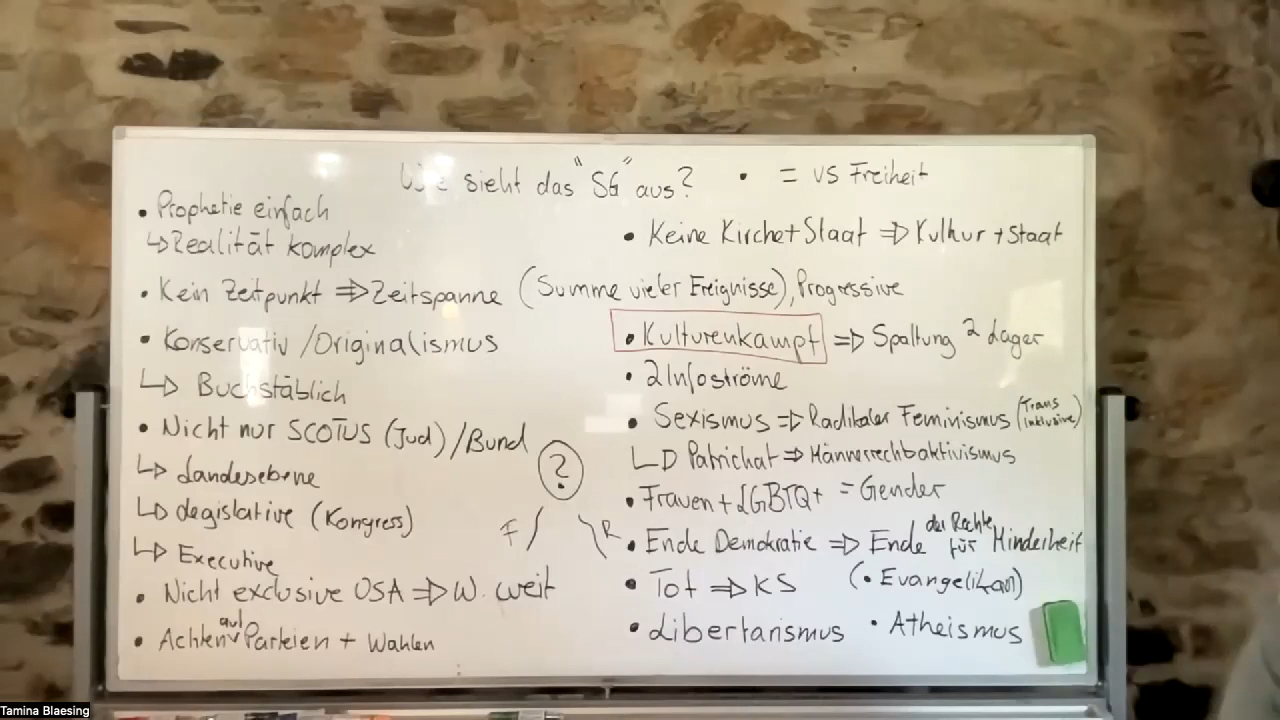 Wie sieht das "SG" aus?
• Prophetie einfach
↳ Realität komplex
• Kein Zeitpunkt ⇒ Zeitspanne (Summe vieler Ereignisse), Progressive
• Konservativ / Originalismus
↳ Buchstäblich
• Nicht nur SCOTUS (Jud) / Bund
↳ Landesebene
↳ Legislative (Kongress)
↳ Executive
• Nicht exclusive USA ⇒ W. weit
• Achten auf Parteien + Wahlen
?
F / \ R
• = VS Freiheit
• Keine Kirche + Staat ⇒ Kultur + Staat
• Kulturenkampf ⇒ Spaltung 2 Lager
• 2 Infoströme
• Sexismus ⇒ Radikaler Feminismus (Trans inklusive)
↳ Patrichat ⇒ Männerrechtsaktivismus
• Frauen + LGBTQ+ = Gender
• Ende Demokratie ⇒ Ende der Rechte für Minderheit
• Tot ⇒ KS (• Evangelikan)
• Libertarismus • Atheismus
Tamina Blaesing